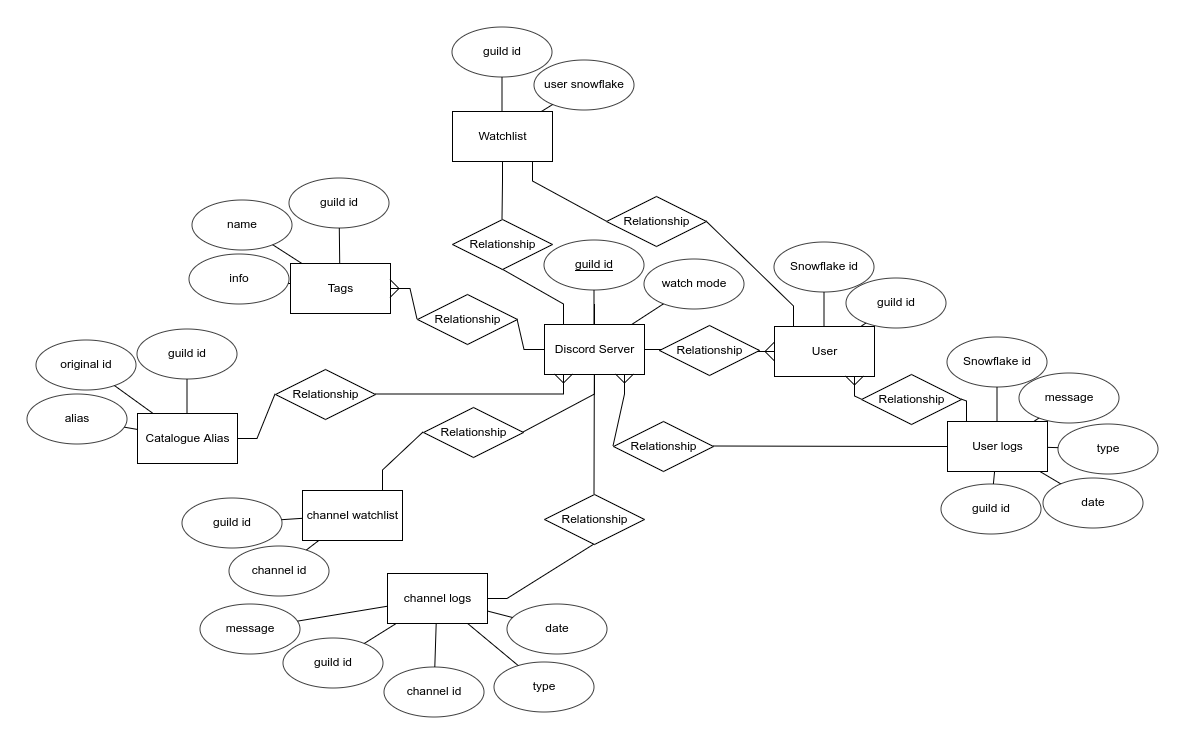 guild id
user snowflake
Watchlist
guild id
name
Relationship
Relationship
info
Tags
guild id
watch mode
Snowflake id
guild id
Relationship
Discord Server
Relationship
User
original id
guild id
alias
Catalogue Alias
Relationship
Relationship
Snowflake id
message
Relationship
Relationship
User logs
type
guild id
date
channel watchlist
guild id
channel id
Relationship
channel logs
message
guild id
channel id
type
date